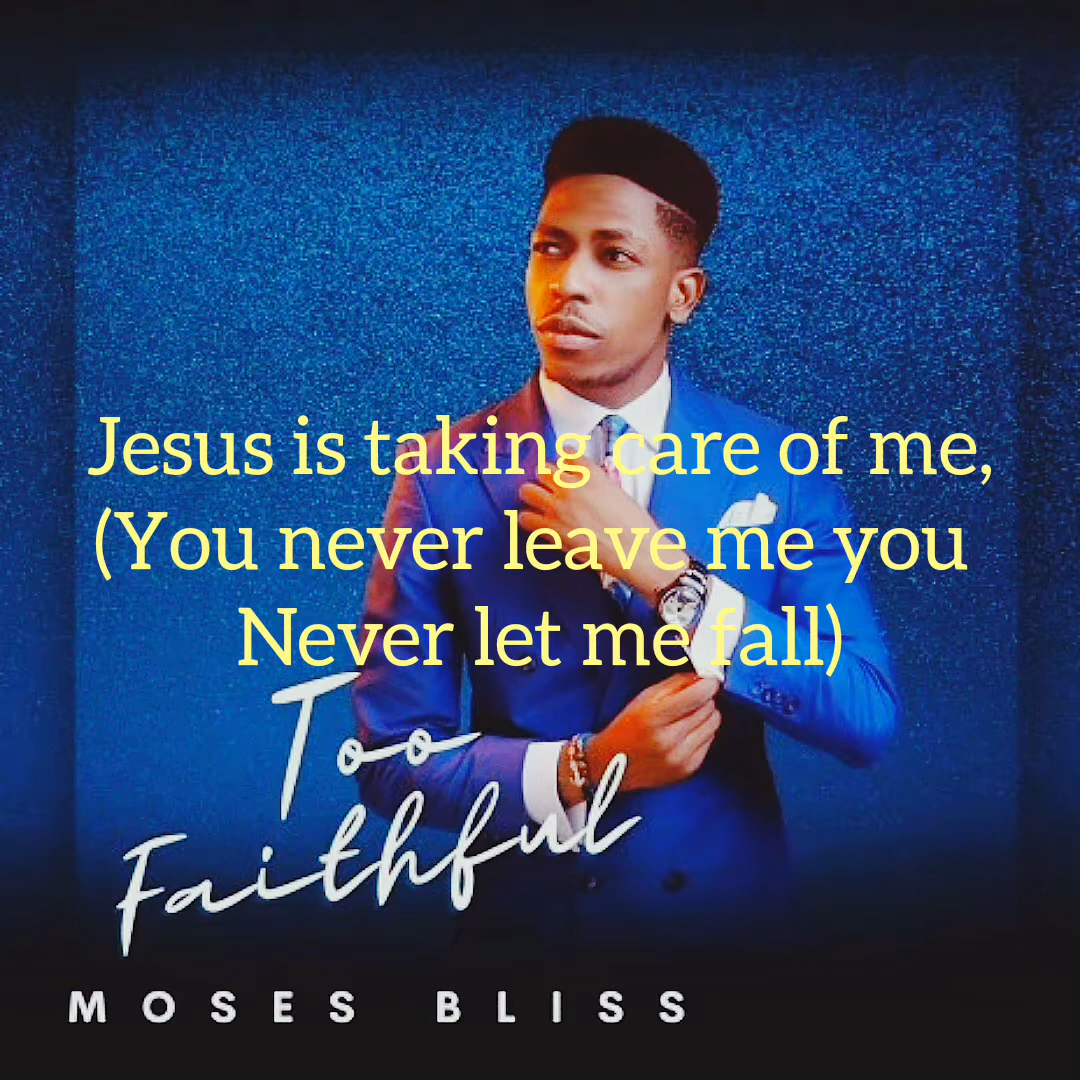 Jesus is taking care of me,
(You never leave me you
Never let me fall)
Too
Faithful
MOSES BLISS